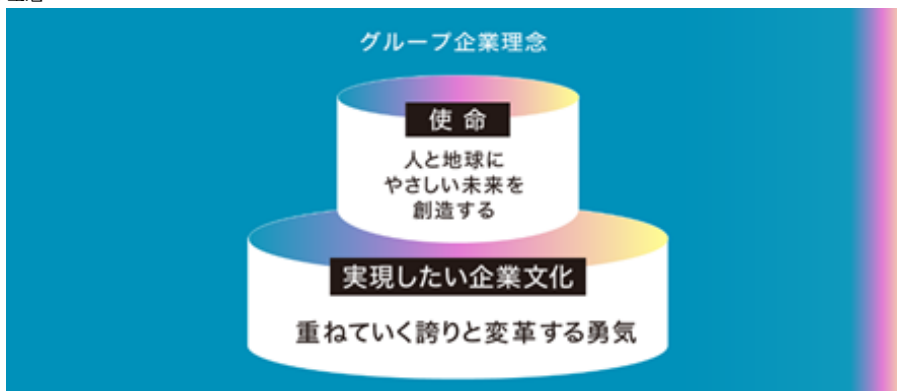 グループ企業理念
使命
人と地球に
やさしい未来を
創造する
実現したい企業文化
重ねていく誇りと変革する勇気